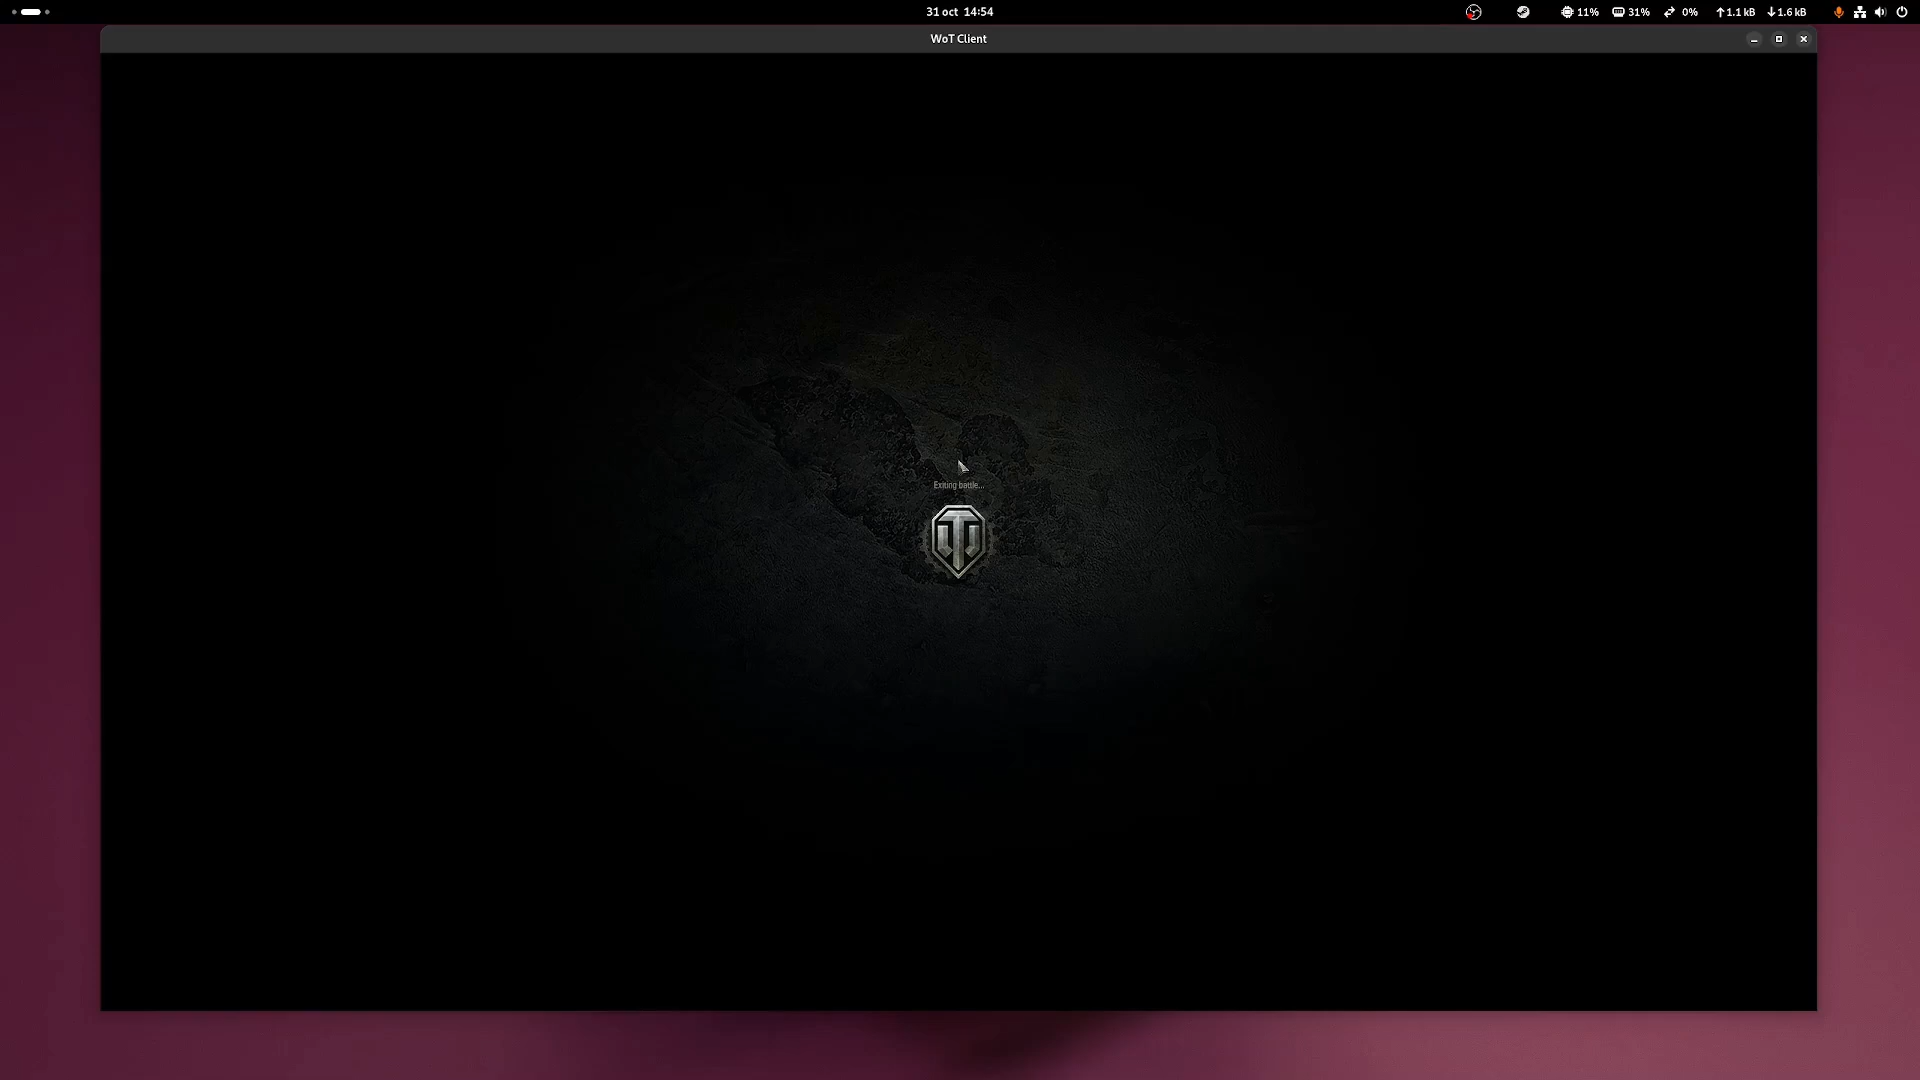 31 oct 14:54
11% 31% 0% 1.1 kB 1.6 kB
WoT Client
Exiting battle...